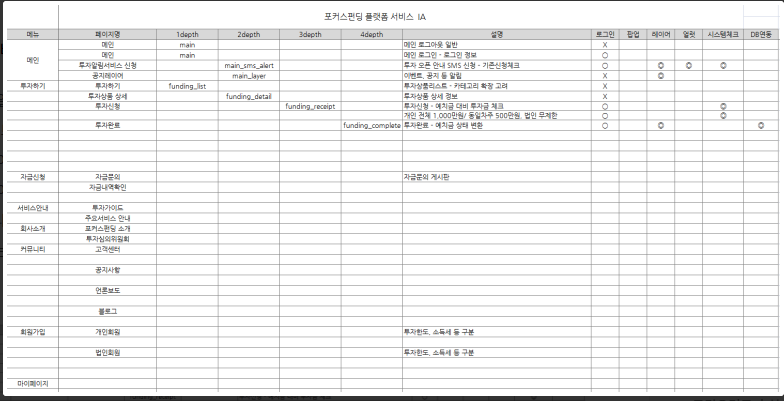 포커스펀딩 플랫폼 서비스 IA
메뉴 페이지명 1depth 2depth 3depth 4depth 설명 로그인 팝업 레이어 얼럿 시스템체크 DB연동
메인 메인 main 메인 로그아웃 일반 X
메인 main 메인 로그인 - 로그인 정보 ○
투자알림서비스 신청 main_sms_alert 투자 오픈 안내 SMS 신청 - 기존신청체크 ○ ◎ ◎ ◎
공지레이어 main_layer 이벤트, 공지 등 알림 X ◎
투자하기 투자하기 funding_list 투자상품리스트 - 카테고리 확장 고려 X
투자상품 상세 funding_detail 투자상품 상세 정보 X
투자신청 funding_receipt 투자신청 - 예치금 대비 투자금 체크 ○ ◎
개인 전체 1,000만원/ 동일차주 500만원, 법인 무제한 ○ ◎
투자완료 funding_complete 투자완료 - 예치금 상태 변환 ○ ◎ ◎
자금신청 자금문의 자금문의 게시판
자금내역확인
서비스안내 투자가이드
주요서비스 안내
회사소개 포커스펀딩 소개
투자심의위원회
커뮤니티 고객센터
공지사항
언론보도
블로그
회원가입 개인회원 투자한도, 소득세 등 구분
법인회원 투자한도, 소득세 등 구분
마이페이지